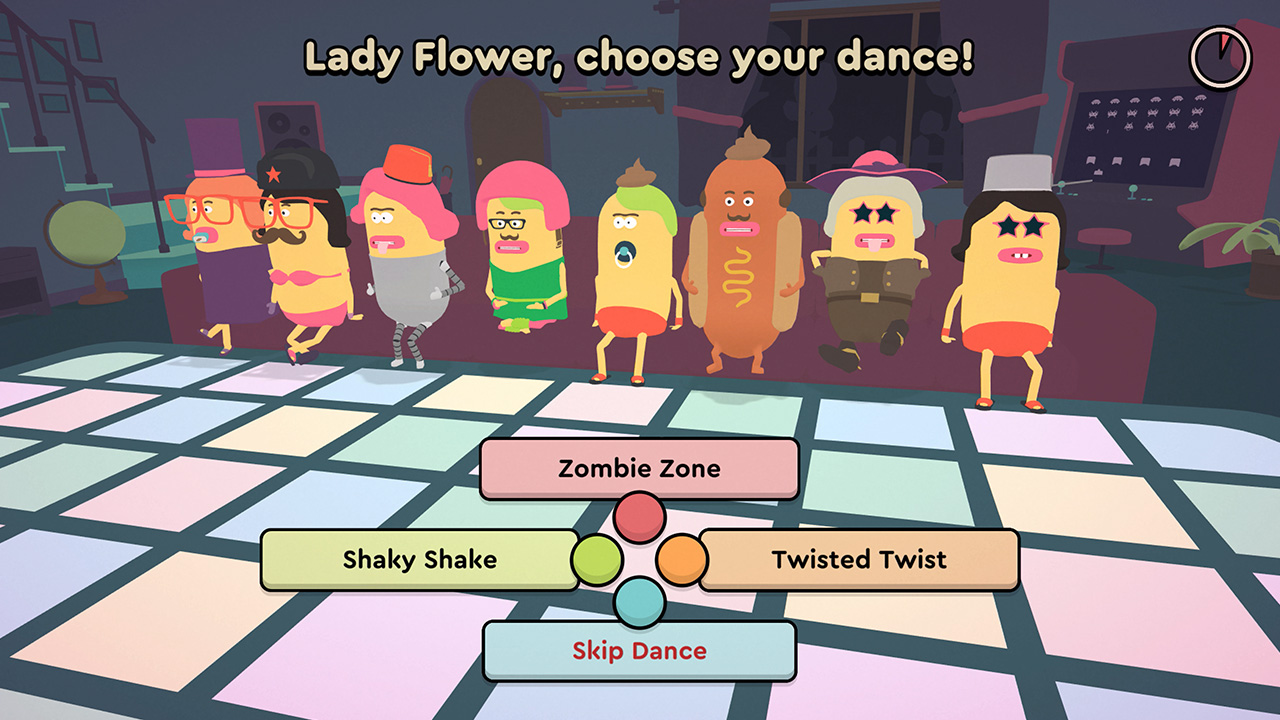 Lady Flower, choose your dance!
Zombie Zone
Shaky Shake
Twisted Twist
Skip Dance